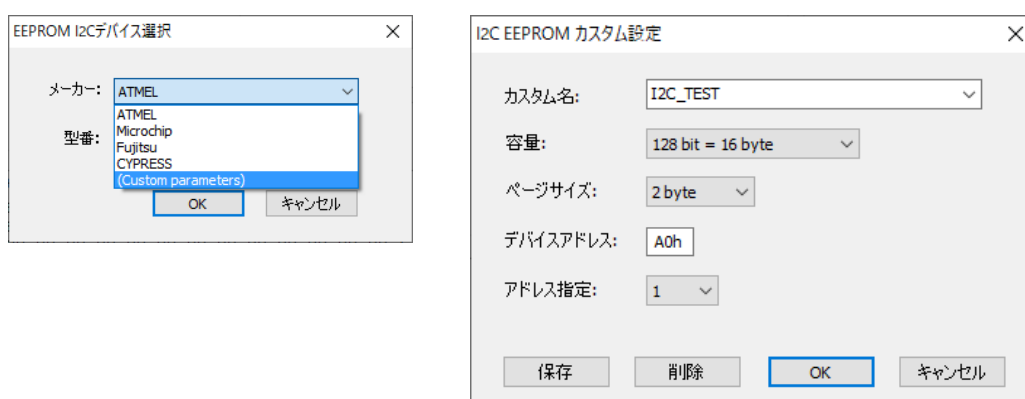 EEPROM I2Cデバイス選択
メーカー: ATMEL
ATMEL
Microchip
Fujitsu
CYPRESS
(Custom parameters)
型番:
OK キャンセル
I2C EEPROM カスタム設定
カスタム名: I2C_TEST
容量: 128 bit = 16 byte
ページサイズ: 2 byte
デバイスアドレス: A0h
アドレス指定: 1
保存 削除 OK キャンセル